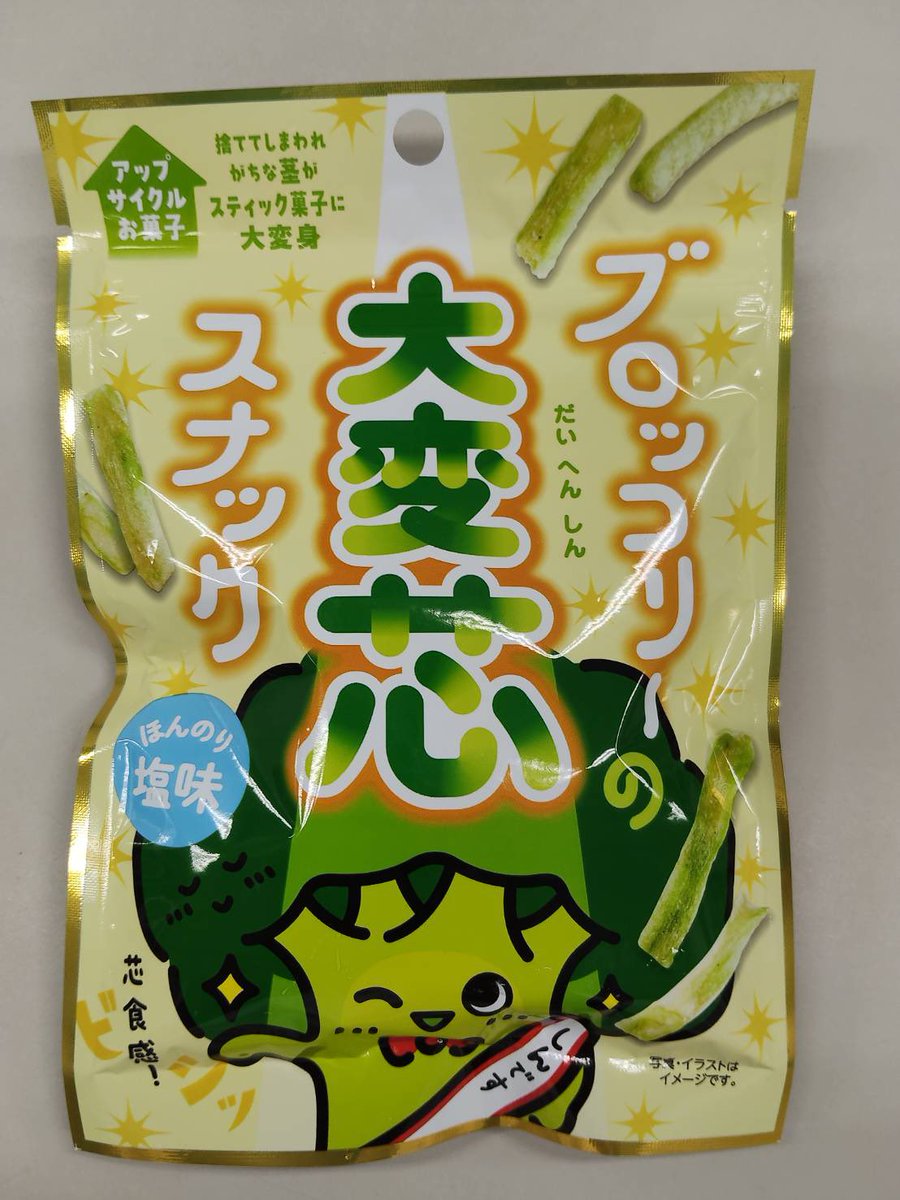 アップ
サイクル
お菓子
捨ててしまわれ
がちな茎が
スティック菓子に
大変身
ブロッコリーの
大変芯
だいへんしん
スナック
ほんのり
塩味
芯食感!
ビシッ
しんです
写真・イラストは
イメージです。